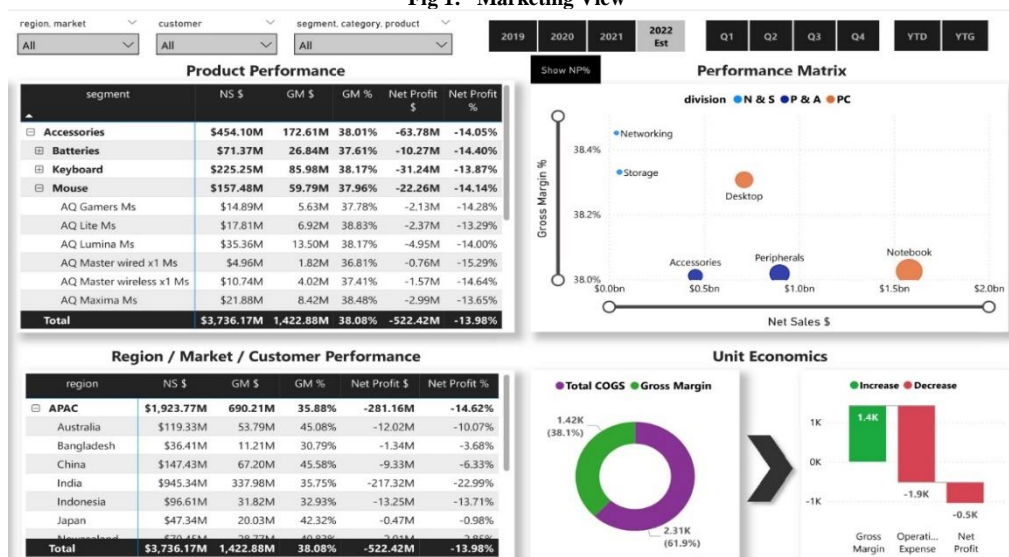 Fig 1. Marketing View
region, market customer segment, category, product
All All All
2019 2020 2021 2022 Est Q1 Q2 Q3 Q4 YTD YTG
Product Performance
segment NS $ GM $ GM % Net Profit $ Net Profit %
Accessories $454.10M 172.61M 38.01% -63.78M -14.05%
Batteries $71.37M 26.84M 37.61% -10.27M -14.40%
Keyboard $225.25M 85.98M 38.17% -31.24M -13.87%
Mouse $157.48M 59.79M 37.96% -22.26M -14.14%
AQ Gamers Ms $14.89M 5.63M 37.78% -2.13M -14.28%
AQ Lite Ms $17.81M 6.92M 38.83% -2.37M -13.29%
AQ Lumina Ms $35.36M 13.50M 38.17% -4.95M -14.00%
AQ Master wired x1 Ms $4.96M 1.82M 36.81% -0.76M -15.29%
AQ Master wireless x1 Ms $10.74M 4.02M 37.41% -1.57M -14.64%
AQ Maxima Ms $21.88M 8.42M 38.48% -2.99M -13.65%
Total $3,736.17M 1,422.88M 38.08% -522.42M -13.98%
Show NP%
Performance Matrix
division N & S P & A PC
Networking
38.4%
Storage
Desktop
38.2%
Gross Margin %
Accessories Peripherals Notebook
38.0%
$0.0bn $0.5bn $1.0bn $1.5bn $2.0bn
Net Sales $
Region / Market / Customer Performance
region NS $ GM $ GM % Net Profit $ Net Profit %
APAC $1,923.77M 690.21M 35.88% -281.16M -14.62%
Australia $119.33M 53.79M 45.08% -12.02M -10.07%
Bangladesh $36.41M 11.21M 30.79% -1.34M -3.68%
China $147.43M 67.20M 45.58% -9.33M -6.33%
India $945.34M 337.98M 35.75% -217.32M -22.99%
Indonesia $96.61M 31.82M 32.93% -13.25M -13.71%
Japan $47.34M 20.03M 42.32% -0.47M -0.98%
Total $3,736.17M 1,422.88M 38.08% -522.42M -13.98%
Unit Economics
Total COGS Gross Margin
1.42K
(38.1%)
2.31K
(61.9%)
Increase Decrease
1K
1.4K
0K
-1K
-1.9K
-0.5K
Gross Margin
Operati... Expense
Net Profit